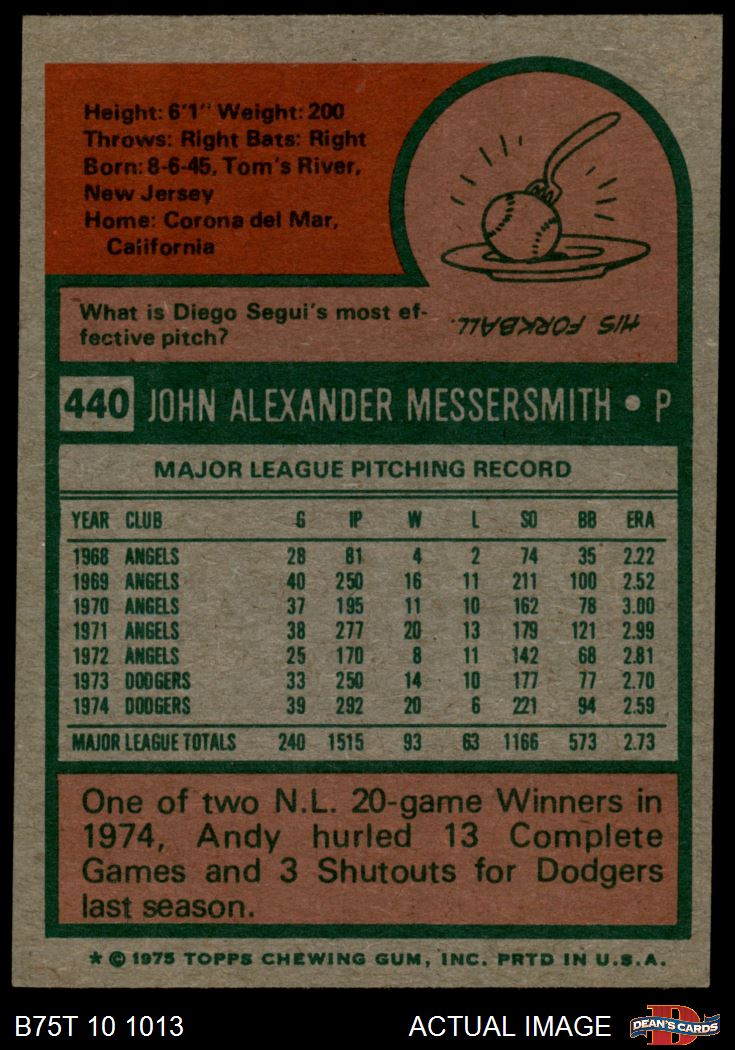 Height: 6'1" Weight: 200
Throws: Right Bats: Right
Born: 8-6-45, Tom's River,
New Jersey
Home: Corona del Mar,
California
What is Diego Segui's most ef-
fective pitch?
HIS FORKBALL.
440 JOHN ALEXANDER MESSERSMITH • P
MAJOR LEAGUE PITCHING RECORD
YEAR CLUB G IP W L SO BB ERA
1968 ANGELS 28 81 4 2 74 35 2.22
1969 ANGELS 40 250 16 11 211 100 2.52
1970 ANGELS 37 195 11 10 162 78 3.00
1971 ANGELS 38 277 20 13 179 121 2.99
1972 ANGELS 25 170 8 11 142 68 2.81
1973 DODGERS 33 250 14 10 177 77 2.70
1974 DODGERS 39 292 20 6 221 94 2.59
MAJOR LEAGUE TOTALS 240 1515 93 63 1166 573 2.73
One of two N.L. 20-game Winners in
1974, Andy hurled 13 Complete
Games and 3 Shutouts for Dodgers
last season.
* © 1975 TOPPS CHEWING GUM, INC. PRTD IN U.S.A.
B75T 10 1013 ACTUAL IMAGE D DEAN'S CARDS